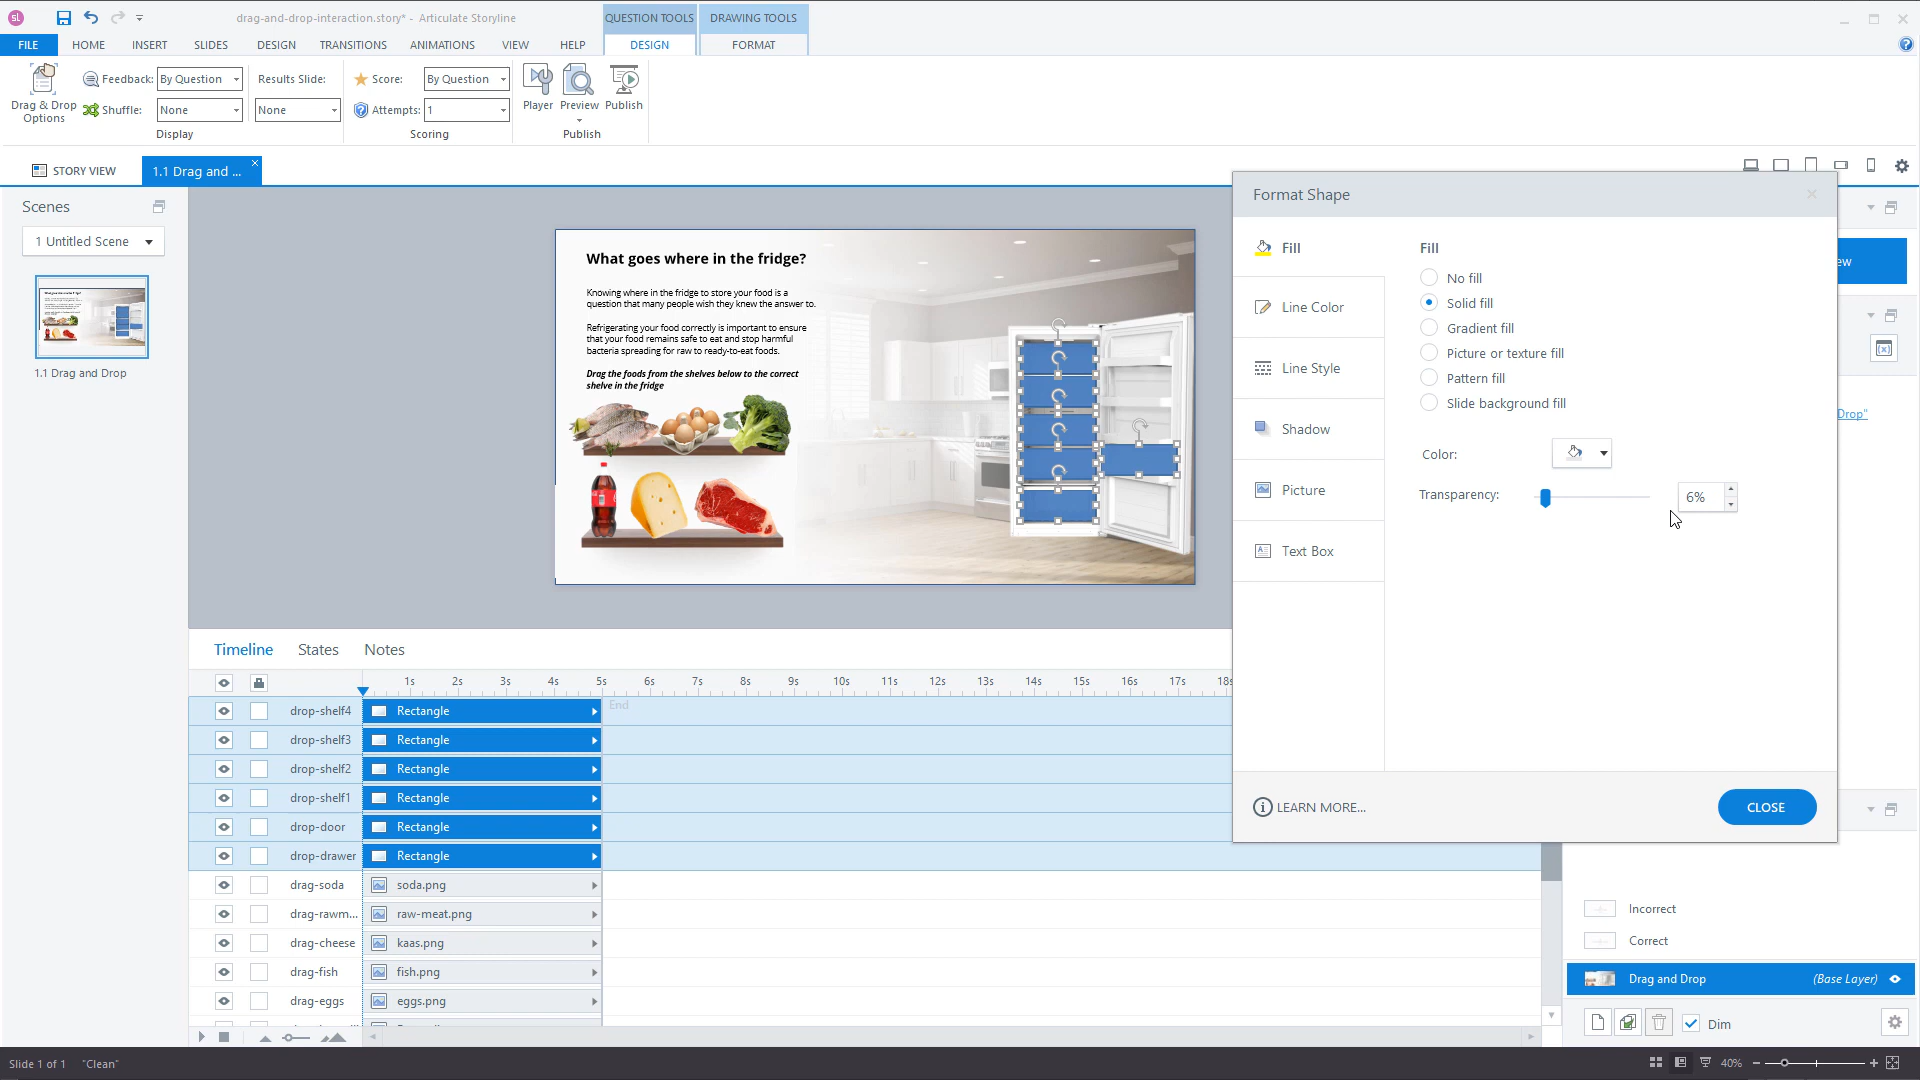 sl
drag-and-drop-interaction.story* - Articulate Storyline
QUESTION TOOLS
DRAWING TOOLS
FILE
HOME
INSERT
SLIDES
DESIGN
TRANSITIONS
ANIMATIONS
VIEW
HELP
DESIGN
FORMAT
Drag & Drop
Options
Feedback:
By Question
Shuffle:
None
Display
Results Slide:
None
Score:
By Question
Attempts:
1
Scoring
Player
Preview
Publish
Publish
STORY VIEW
1.1 Drag and ...
Scenes
1 Untitled Scene
1.1 Drag and Drop
What goes where in the fridge?
Knowing where in the fridge to store your food is a
question that many people wish they knew the answer to.
Refrigerating your food correctly is important to ensure
that your food remains safe to eat and stop harmful
bacteria spreading for raw to ready-to-eat foods.
Drag the foods from the shelves below to the correct
shelve in the fridge
Format Shape
Fill
Line Color
Line Style
Shadow
Picture
Text Box
Fill
No fill
Solid fill
Gradient fill
Picture or texture fill
Pattern fill
Slide background fill
Color:
Transparency:
6%
LEARN MORE...
CLOSE
ew
Drop"
Timeline
States
Notes
1s 2s 3s 4s 5s 6s 7s 8s 9s 10s 11s 12s 13s 14s 15s 16s 17s 18s
End
drop-shelf4 Rectangle
drop-shelf3 Rectangle
drop-shelf2 Rectangle
drop-shelf1 Rectangle
drop-door Rectangle
drop-drawer Rectangle
drag-soda soda.png
drag-rawm... raw-meat.png
drag-cheese kaas.png
drag-fish fish.png
drag-eggs eggs.png
Incorrect
Correct
Drag and Drop (Base Layer)
Dim
Slide 1 of 1
"Clean"
40%